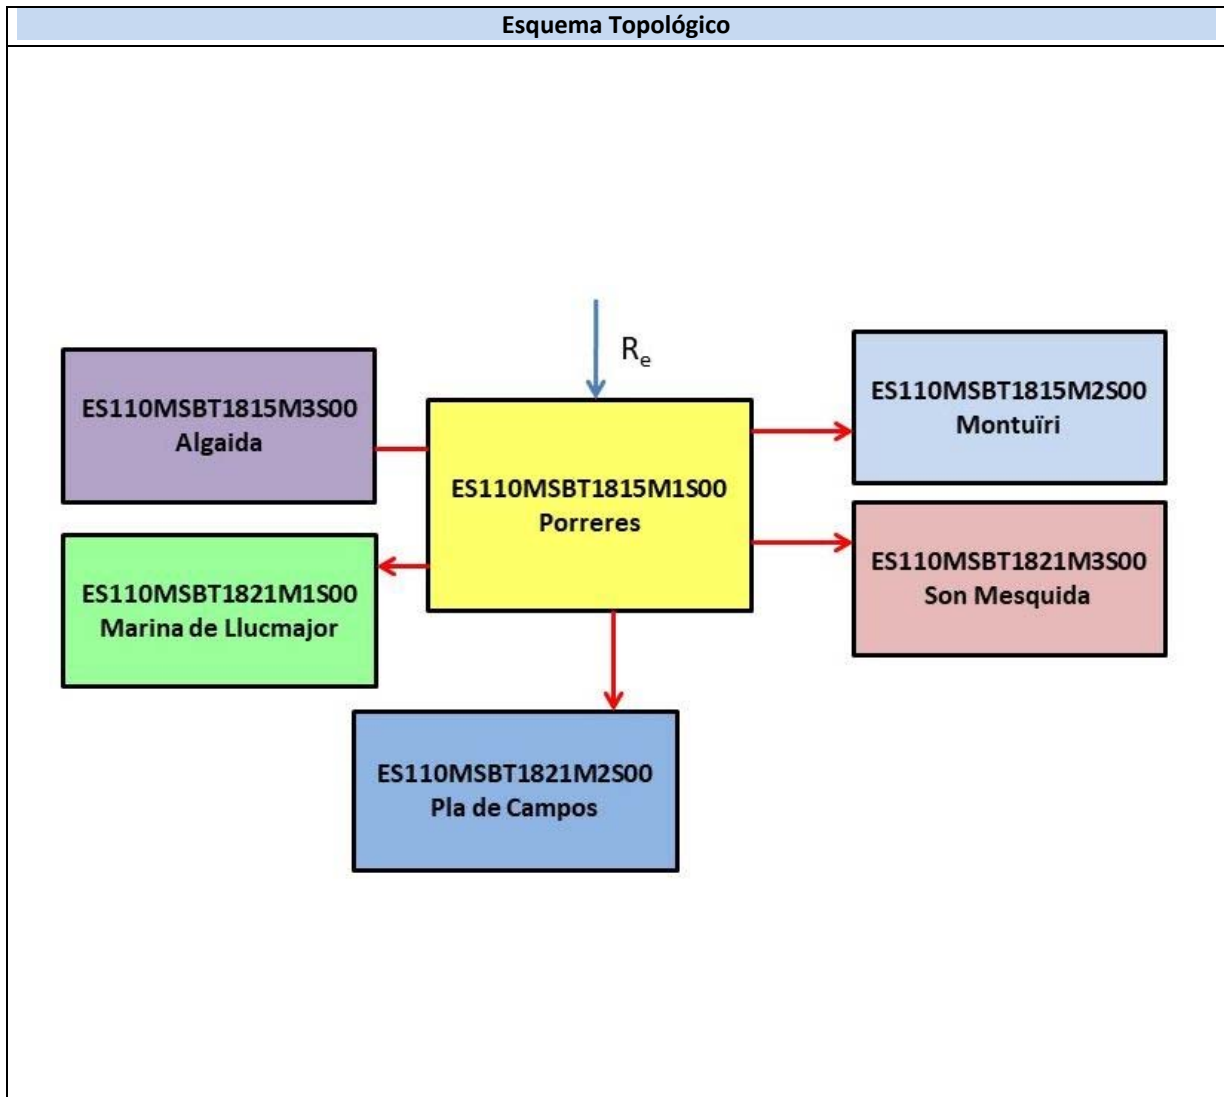 Esquema Topológico
R_e
ES110MSBT1815M3S00
Algaida
ES110MSBT1815M1S00
Porreres
ES110MSBT1815M2S00
Montuïri
ES110MSBT1821M1S00
Marina de Llucmajor
ES110MSBT1821M3S00
Son Mesquida
ES110MSBT1821M2S00
Pla de Campos